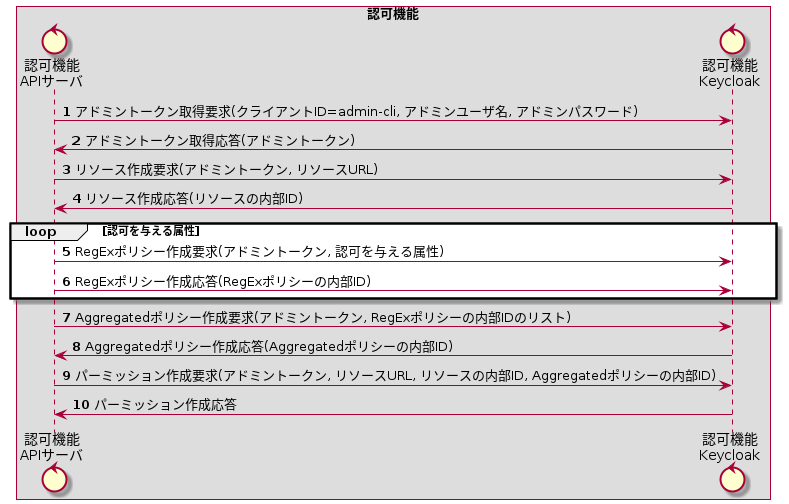 認可機能
認可機能
APIサーバ
認可機能
Keycloak
1 アドミントークン取得要求(クライアントID=admin-cli, アドミンユーザ名, アドミンパスワード)
2 アドミントークン取得応答(アドミントークン)
3 リソース作成要求(アドミントークン, リソースURL)
4 リソース作成応答(リソースの内部ID)
loop [認可を与える属性]
5 RegExポリシー作成要求(アドミントークン, 認可を与える属性)
6 RegExポリシー作成応答(RegExポリシーの内部ID)
7 Aggregatedポリシー作成要求(アドミントークン, RegExポリシーの内部IDのリスト)
8 Aggregatedポリシー作成応答(Aggregatedポリシーの内部ID)
9 パーミッション作成要求(アドミントークン, リソースURL, リソースの内部ID, Aggregatedポリシーの内部ID)
10 パーミッション作成応答
認可機能
APIサーバ
認可機能
Keycloak